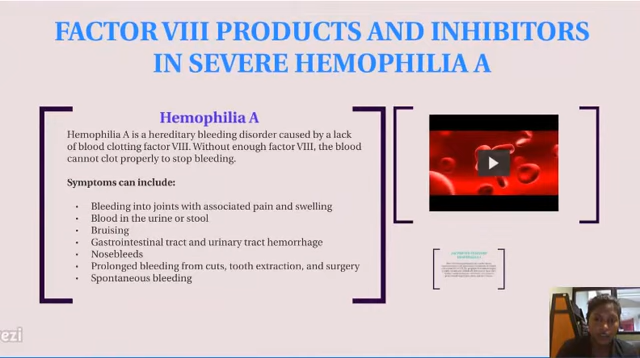 FACTOR VIII PRODUCTS AND INHIBITORS
IN SEVERE HEMOPHILIA A
Hemophilia A
Hemophilia A is a hereditary bleeding disorder caused by a lack
of blood clotting factor VIII. Without enough factor VIII, the blood
cannot clot properly to stop bleeding.
Symptoms can include:
• Bleeding into joints with associated pain and swelling
• Blood in the urine or stool
• Bruising
• Gastrointestinal tract and urinary tract hemorrhage
• Nosebleeds
• Prolonged bleeding from cuts, tooth extraction, and surgery
• Spontaneous bleeding
ezi